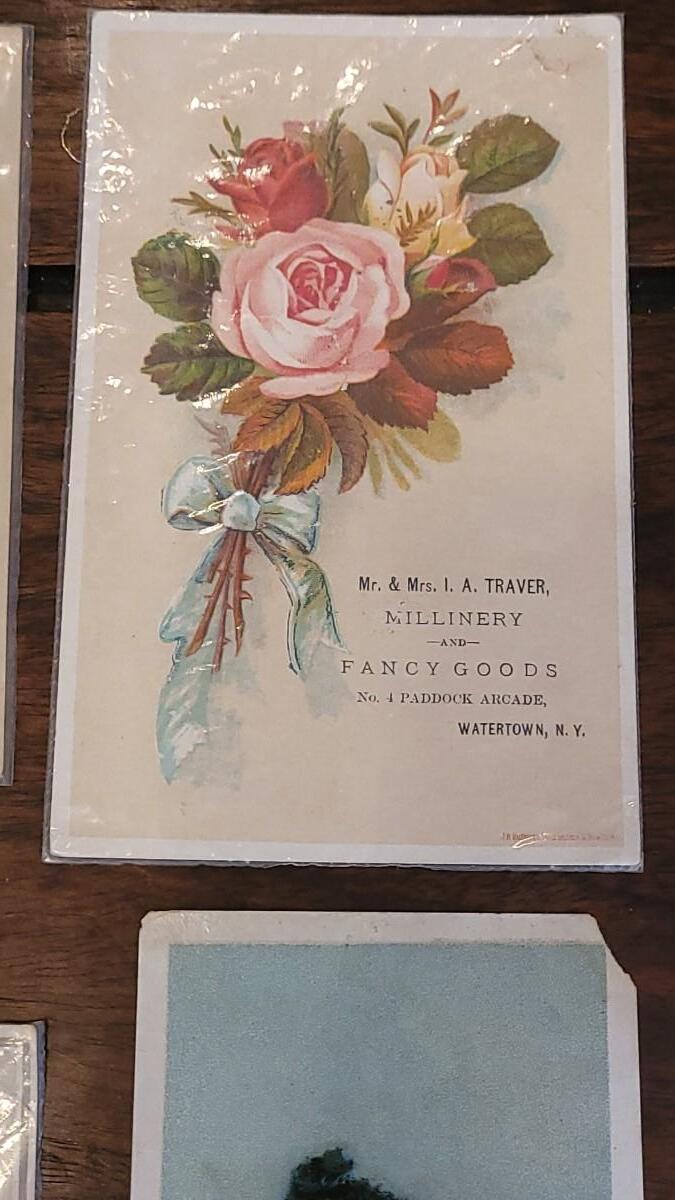 Mr. & Mrs. I. A. TRAVER,
MILLINERY
—AND—
FANCY GOODS
No. 4 PADDOCK ARCADE,
WATERTOWN, N. Y.